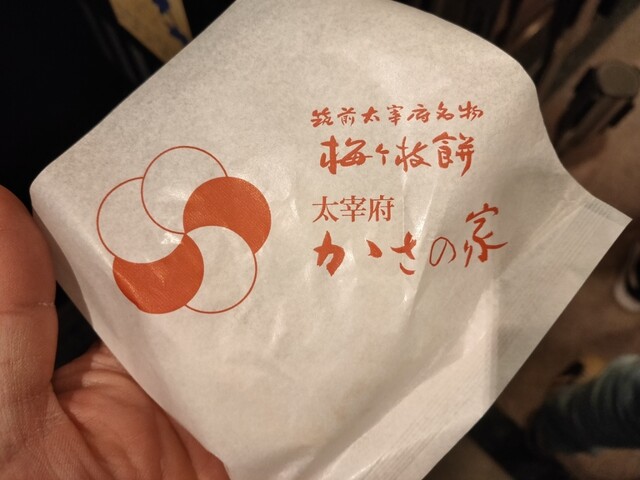 筑前太宰府名物
梅ヶ枝餅
太宰府
かさの家